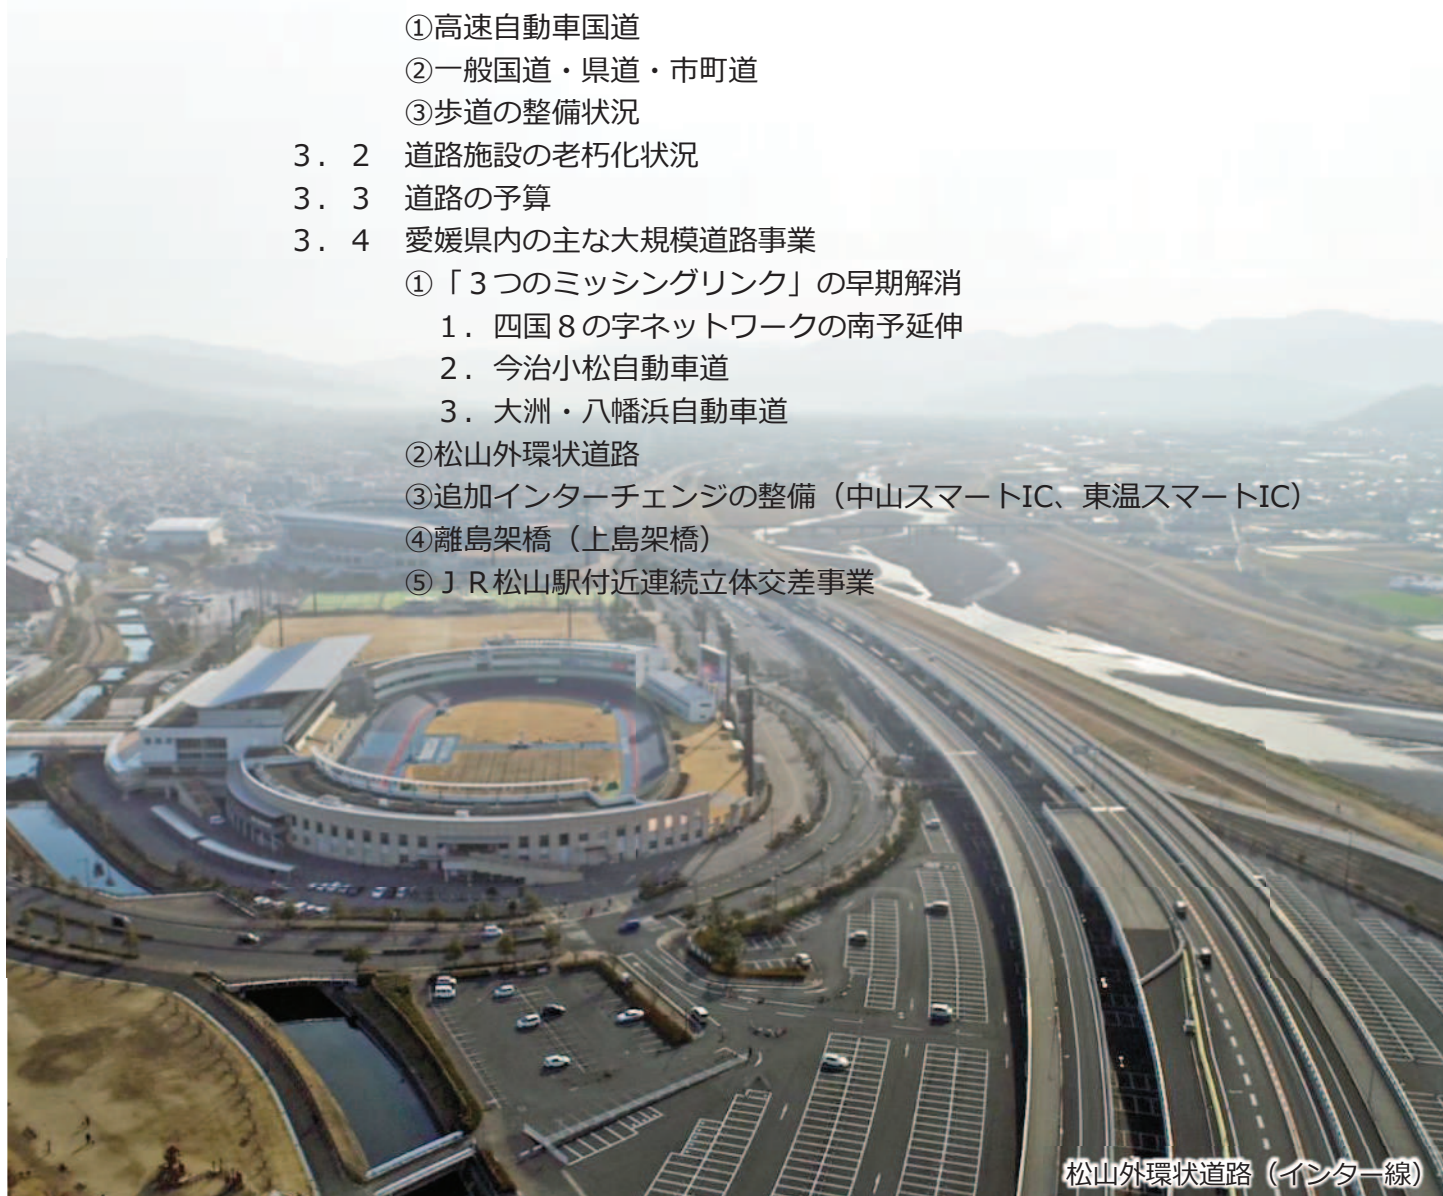 ①高速自動車国道
②一般国道・県道・市町道
③歩道の整備状況
３．２　道路施設の老朽化状況
３．３　道路の予算
３．４　愛媛県内の主な大規模道路事業
①「３つのミッシングリンク」の早期解消
１．四国８の字ネットワークの南予延伸
２．今治小松自動車道
３．大洲・八幡浜自動車道
②松山外環状道路
③追加インターチェンジの整備（中山スマートIC、東温スマートIC）
④離島架橋（上島架橋）
⑤ＪＲ松山駅付近連続立体交差事業
松山外環状道路（インター線）